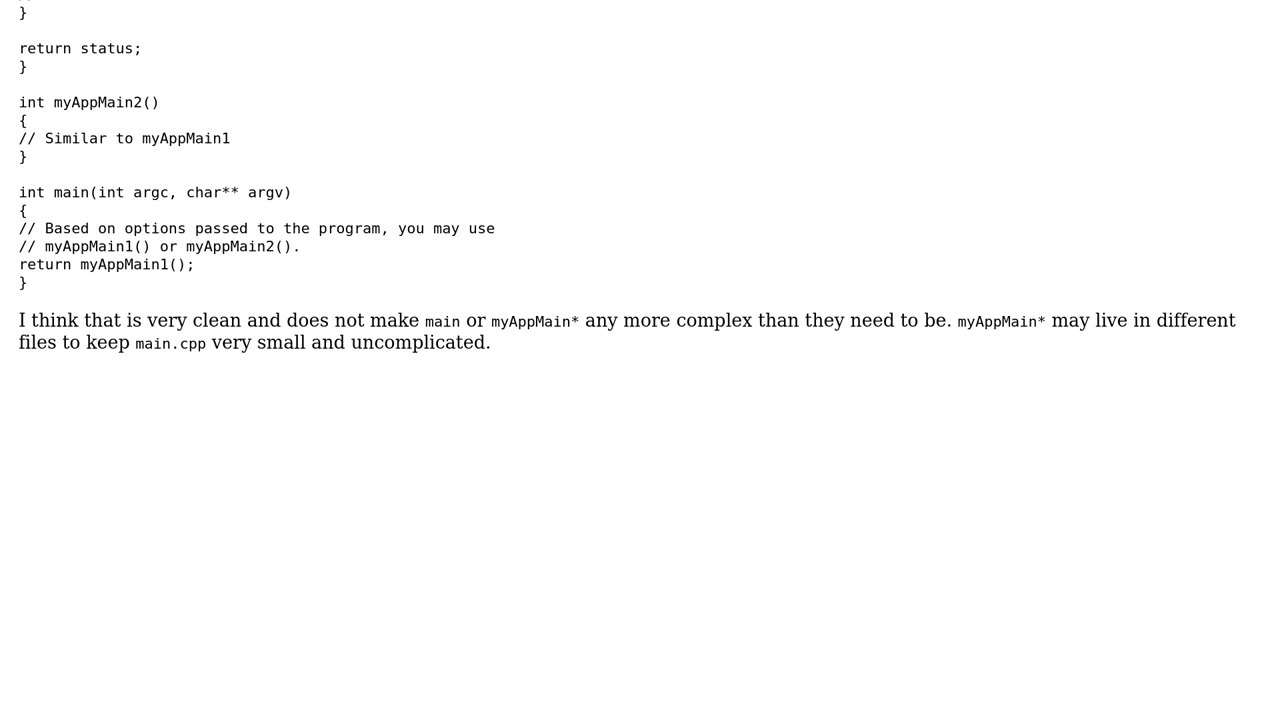 }
return status;
}
int myAppMain2()
{
// Similar to myAppMain1
}
int main(int argc, char** argv)
{
// Based on options passed to the program, you may use
// myAppMain1() or myAppMain2().
return myAppMain1();
}
I think that is very clean and does not make main or myAppMain* any more complex than they need to be. myAppMain* may live in different
files to keep main.cpp very small and uncomplicated.